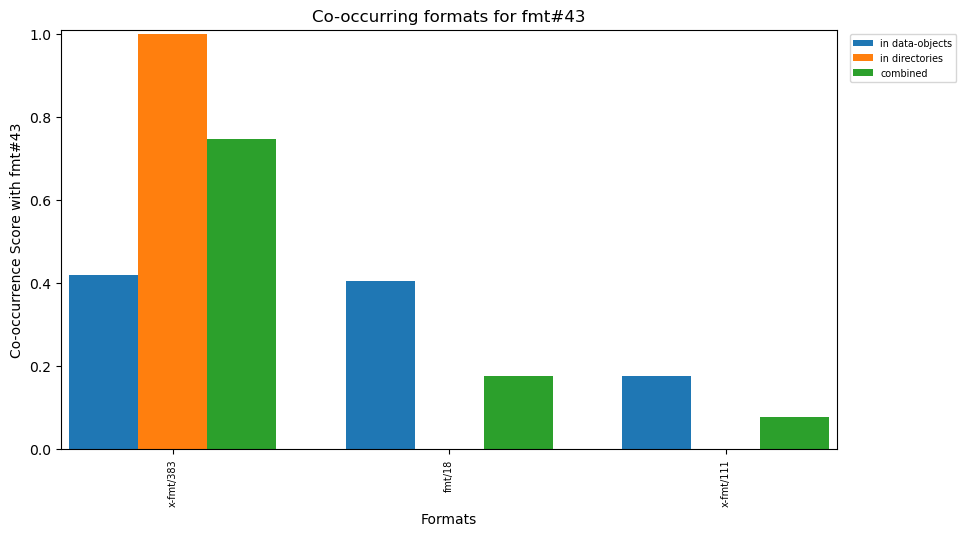 Co-occurring formats for fmt#43
in data-objects
in directories
combined
Co-occurrence Score with fmt#43
1.0
0.8
0.6
0.4
0.2
0.0
x-fmt/383
fmt/18
x-fmt/111
Formats